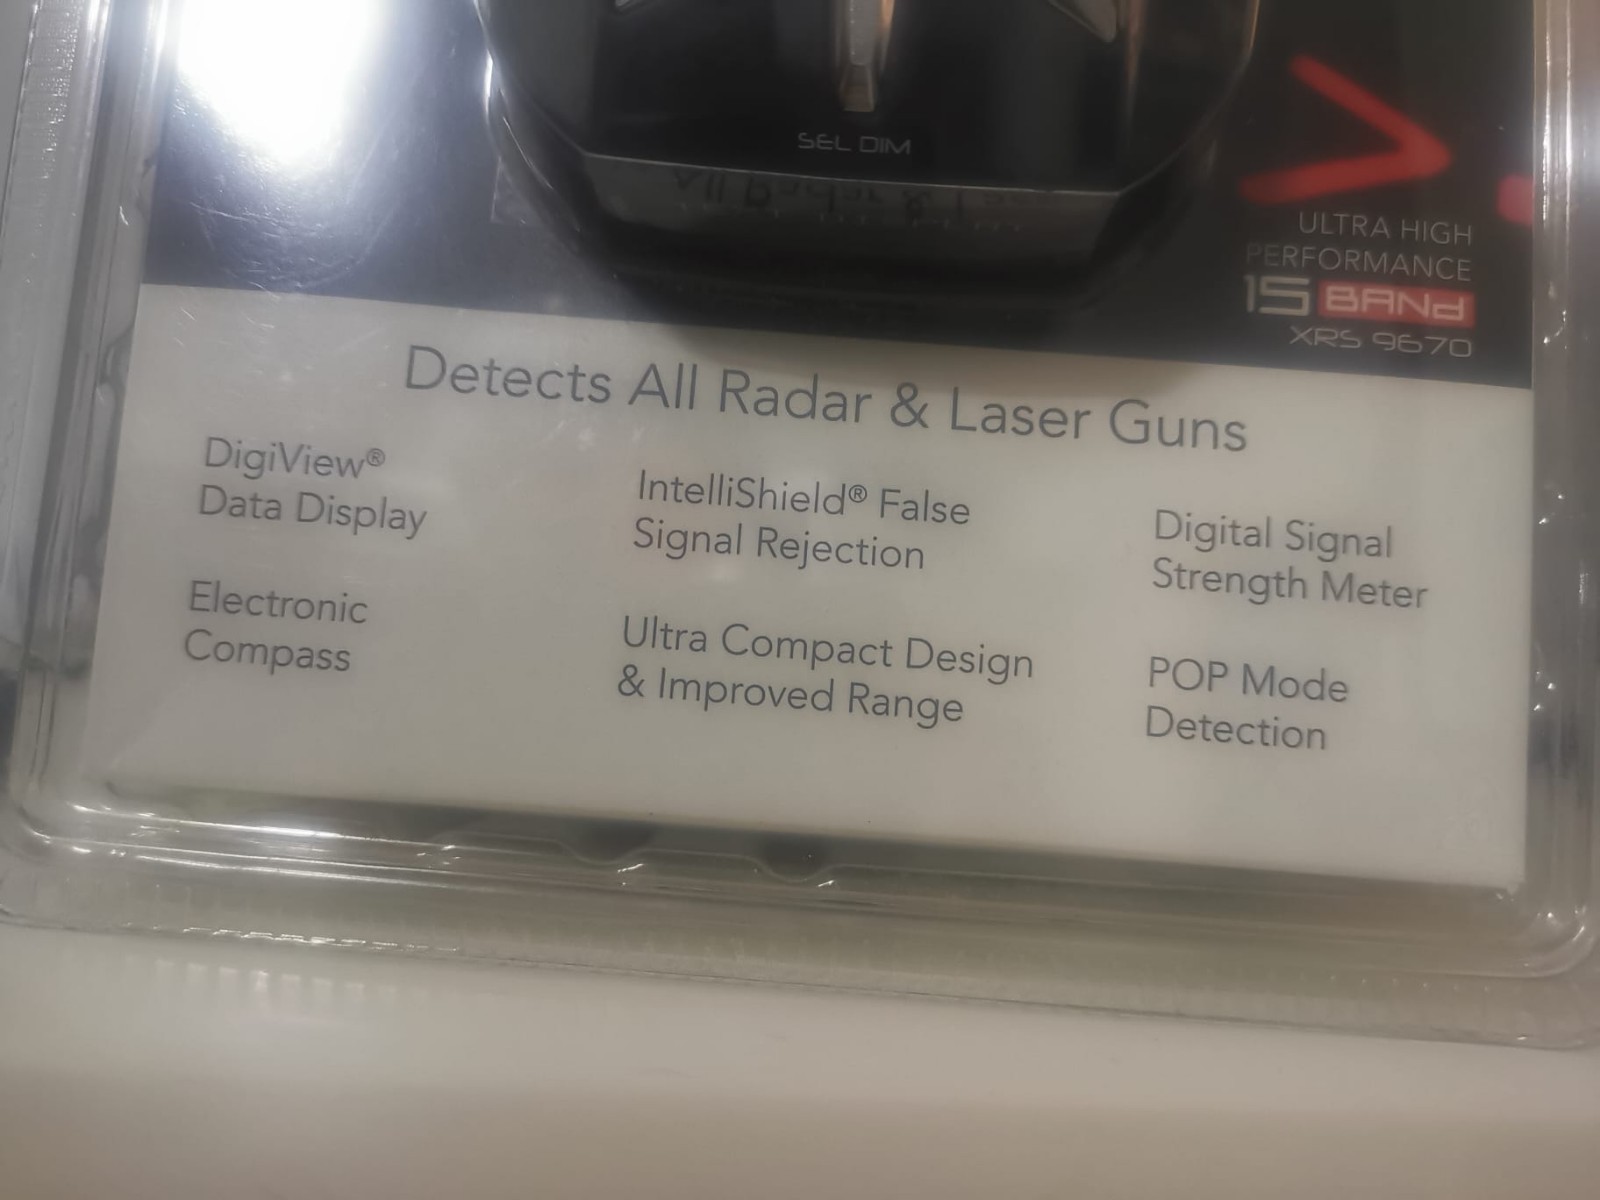 SEL DIM
ULTRA HIGH
PERFORMANCE
15 BANd
XRS 9670
Detects All Radar & Laser Guns
DigiView®
Data Display
IntelliShield® False
Signal Rejection
Digital Signal
Strength Meter
Electronic
Compass
Ultra Compact Design
& Improved Range
POP Mode
Detection